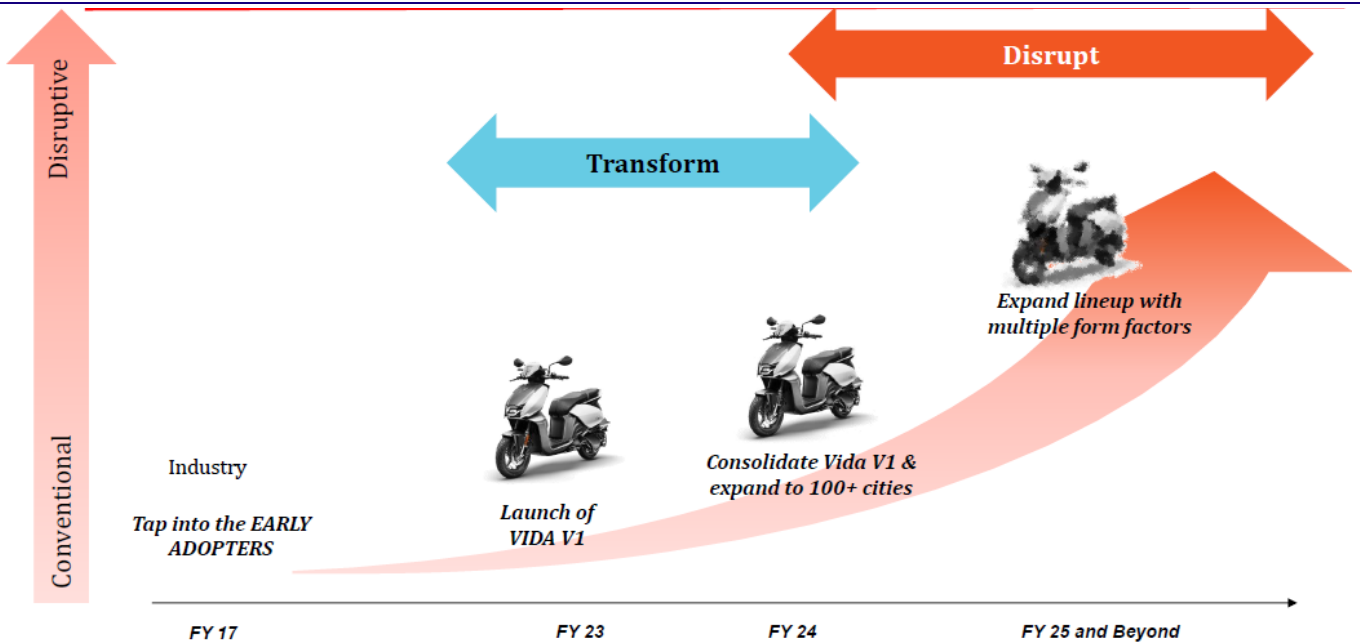 Disruptive
Conventional
Disrupt
Transform
Expand lineup with
multiple form factors
Consolidate Vida V1 &
expand to 100+ cities
Industry
Tap into the EARLY
ADOPTERS
Launch of
VIDA V1
FY 17
FY 23
FY 24
FY 25 and Beyond